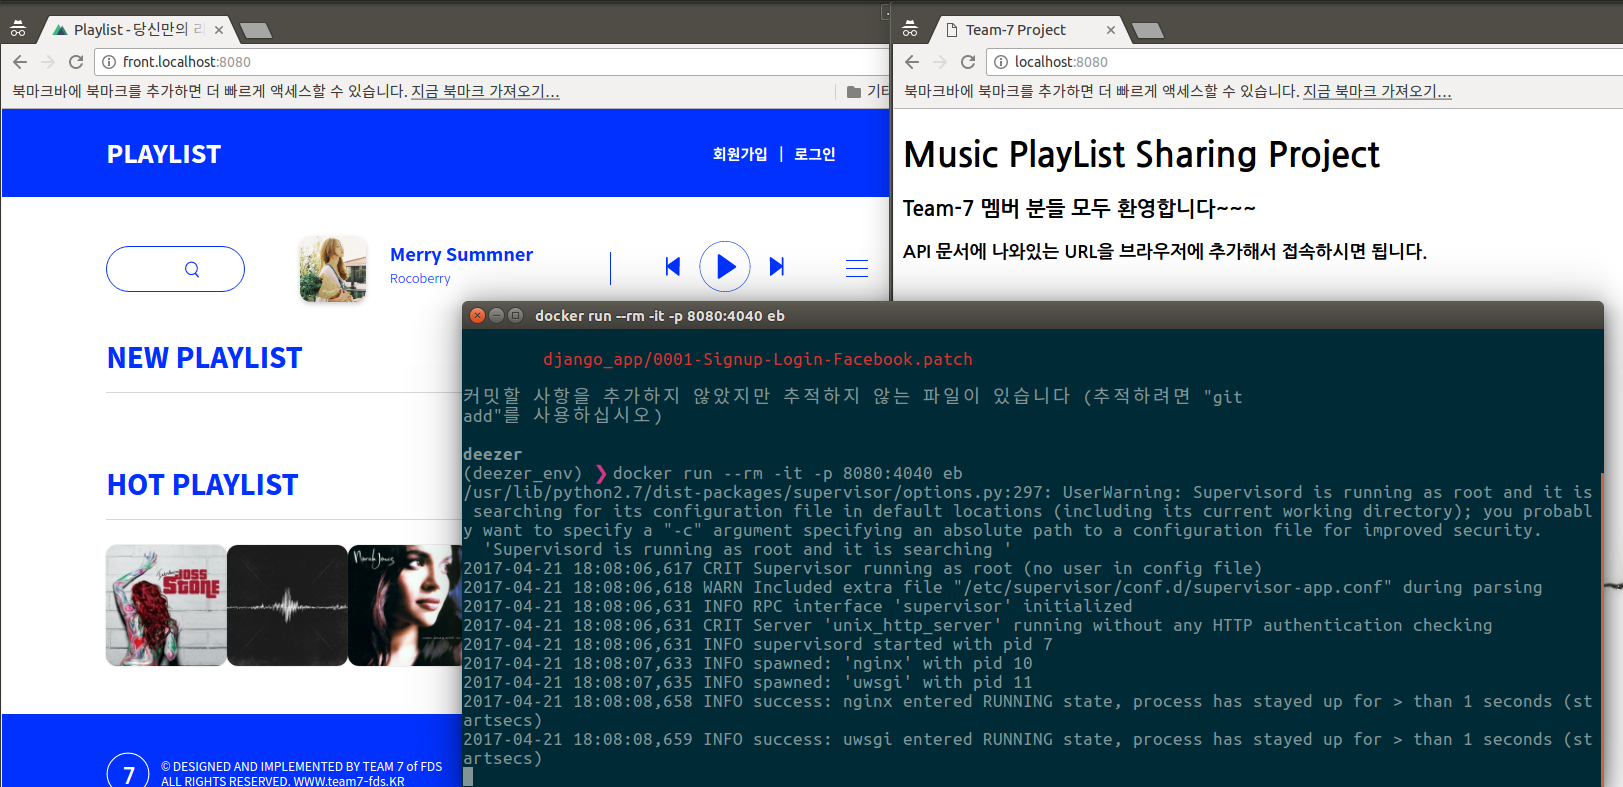 Playlist - 당신만의 리
front.localhost:8080
북마크바에 북마크를 추가하면 더 빠르게 액세스할 수 있습니다. 지금 북마크 가져오기...
PLAYLIST
회원가입 | 로그인
Merry Summner
Rocoberry
NEW PLAYLIST
HOT PLAYLIST
JOSS
STONE
Norah Jones
7
© DESIGNED AND IMPLEMENTED BY TEAM 7 of FDS
ALL RIGHTS RESERVED. WWW.team7-fds.KR
Team-7 Project
localhost:8080
북마크바에 북마크를 추가하면 더 빠르게 액세스할 수 있습니다. 지금 북마크 가져오기...
Music PlayList Sharing Project
Team-7 멤버 분들 모두 환영합니다~~~
API 문서에 나와있는 URL을 브라우저에 추가해서 접속하시면 됩니다.
docker run --rm -it -p 8080:4040 eb
django_app/0001-Signup-Login-Facebook.patch
커밋할 사항을 추가하지 않았지만 추적하지 않는 파일이 있습니다 (추적하려면 "git
add"를 사용하십시오)
deezer
(deezer_env) ❯ docker run --rm -it -p 8080:4040 eb
/usr/lib/python2.7/dist-packages/supervisor/options.py:297: UserWarning: Supervisord is running as root and it is
searching for its configuration file in default locations (including its current working directory); you probabl
y want to specify a "-c" argument specifying an absolute path to a configuration file for improved security.
'Supervisord is running as root and it is searching '
2017-04-21 18:08:06,617 CRIT Supervisor running as root (no user in config file)
2017-04-21 18:08:06,618 WARN Included extra file "/etc/supervisor/conf.d/supervisor-app.conf" during parsing
2017-04-21 18:08:06,631 INFO RPC interface 'supervisor' initialized
2017-04-21 18:08:06,631 CRIT Server 'unix_http_server' running without any HTTP authentication checking
2017-04-21 18:08:06,631 INFO supervisord started with pid 7
2017-04-21 18:08:07,633 INFO spawned: 'nginx' with pid 10
2017-04-21 18:08:07,635 INFO spawned: 'uwsgi' with pid 11
2017-04-21 18:08:08,658 INFO success: nginx entered RUNNING state, process has stayed up for > than 1 seconds (st
artsecs)
2017-04-21 18:08:08,659 INFO success: uwsgi entered RUNNING state, process has stayed up for > than 1 seconds (st
artsecs)